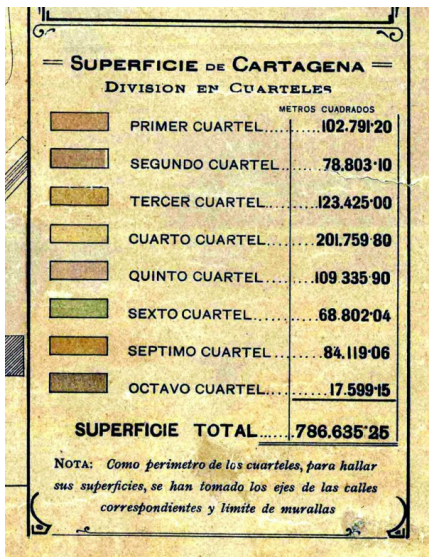 = SUPERFICIE DE CARTAGENA =
DIVISION EN CUARTELES
METROS CUADRADOS
PRIMER CUARTEL......102.791·20
SEGUNDO CUARTEL......78.803·10
TERCER CUARTEL......123.425·00
CUARTO CUARTEL......201.759·80
QUINTO CUARTEL......109.335·90
SEXTO CUARTEL......68.802·04
SEPTIMO CUARTEL......84.119·06
OCTAVO CUARTEL......17.599·15
SUPERFICIE TOTAL......786.635·25
NOTA: Como perimetro de los cuarteles, para hallar
sus superficies, se han tomado los ejes de las calles
correspondientes y limite de murallas